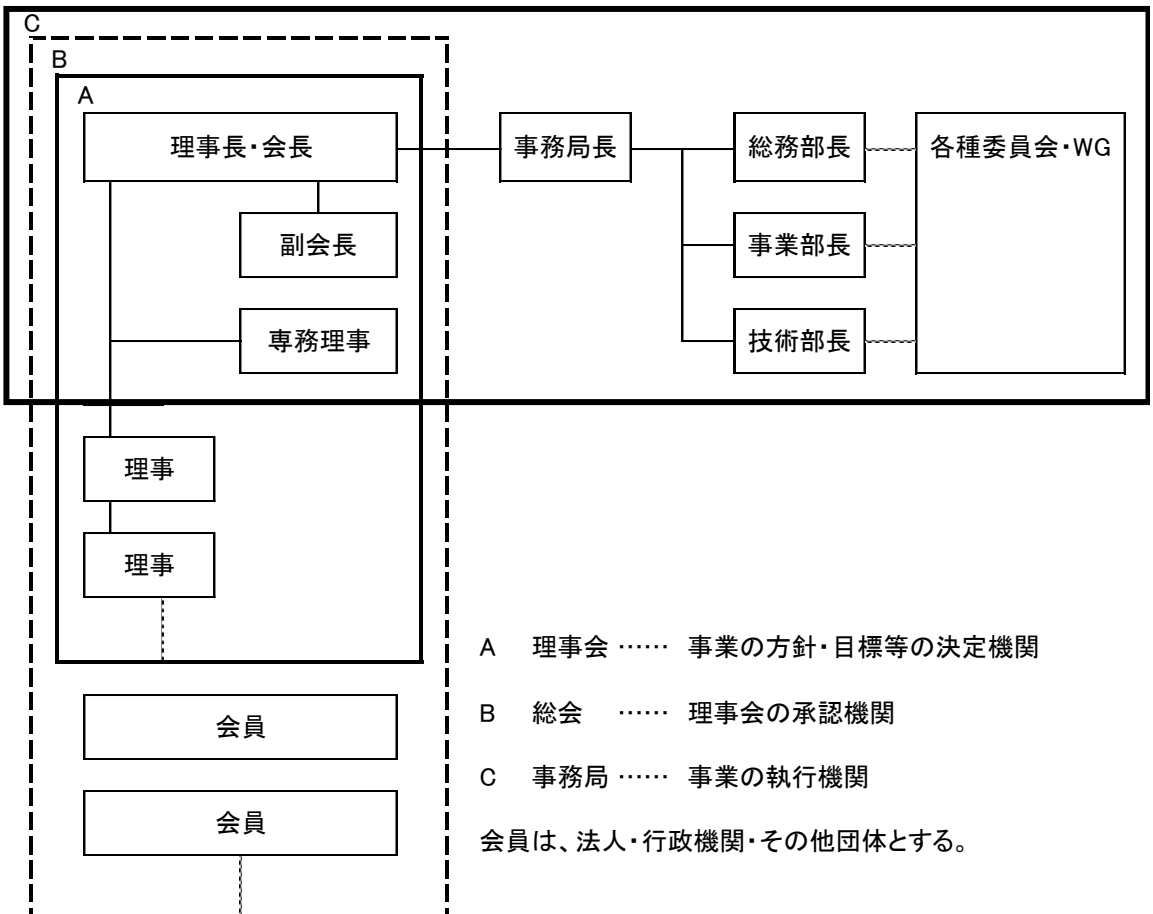 C
B
A
理事長・会長
事務局長
総務部長
各種委員会・WG
副会長
事業部長
専務理事
技術部長
理事
理事
A 理事会 …… 事業の方針・目標等の決定機関
B 総会 …… 理事会の承認機関
会員
C 事務局 …… 事業の執行機関
会員
会員は、法人・行政機関・その他団体とする。